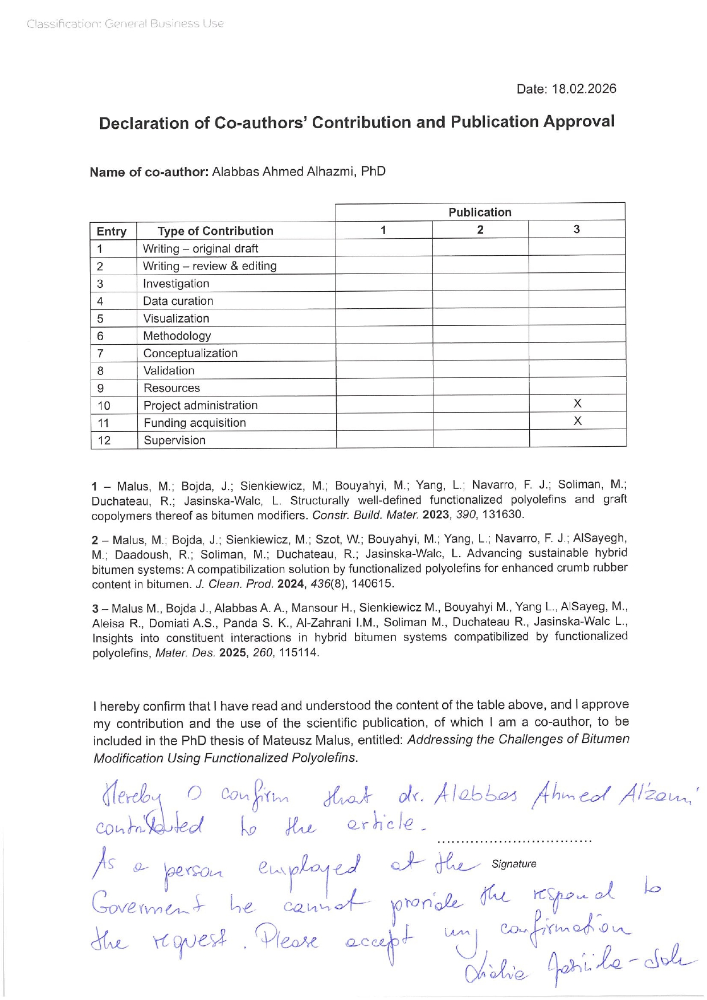 Classification: General Business Use
Date: 18.02.2026
Declaration of Co-authors' Contribution and Publication Approval
Name of co-author: Alabbas Ahmed Alhazmi, PhD
Publication
Entry Type of Contribution 1 2 3
1 Writing – original draft
2 Writing – review & editing
3 Investigation
4 Data curation
5 Visualization
6 Methodology
7 Conceptualization
8 Validation
9 Resources
10 Project administration X
11 Funding acquisition X
12 Supervision
1 – Malus, M.; Bojda, J.; Sienkiewicz, M.; Bouyahyi, M.; Yang, L.; Navarro, F. J.; Soliman, M.;
Duchateau, R.; Jasinska-Walc, L. Structurally well-defined functionalized polyolefins and graft
copolymers thereof as bitumen modifiers. Constr. Build. Mater. 2023, 390, 131630.
2 – Malus, M.; Bojda, J.; Sienkiewicz, M.; Szot, W.; Bouyahyi, M.; Yang, L.; Navarro, F. J.; AlSayegh,
M.; Daadoush, R.; Soliman, M.; Duchateau, R.; Jasinska-Walc, L. Advancing sustainable hybrid
bitumen systems: A compatibilization solution by functionalized polyolefins for enhanced crumb rubber
content in bitumen. J. Clean. Prod. 2024, 436(8), 140615.
3 – Malus M., Bojda J., Alabbas A. A., Mansour H., Sienkiewicz M., Bouyahyi M., Yang L., AlSayeg, M.,
Aleisa R., Domiati A.S., Panda S. K., Al-Zahrani I.M., Soliman M., Duchateau R., Jasinska-Walc L.,
Insights into constituent interactions in hybrid bitumen systems compatibilized by functionalized
polyolefins, Mater. Des. 2025, 260, 115114.
I hereby confirm that I have read and understood the content of the table above, and I approve
my contribution and the use of the scientific publication, of which I am a co-author, to be
included in the PhD thesis of Mateusz Malus, entitled: Addressing the Challenges of Bitumen
Modification Using Functionalized Polyolefins.
Hereby I confirm that dr. Alabbas Ahmed
contributed to the article.
As a person employed at the
Signature
Goverment he cannot provide the respond to
the request. Please accept my confirmation